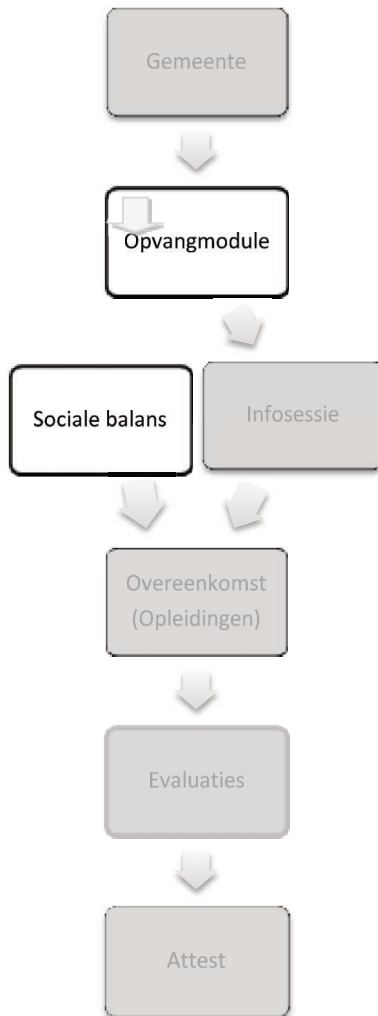 Gemeente
Opvangmodule
Sociale balans
Infosessie
Overeenkomst
(Opleidingen)
Evaluaties
Attest